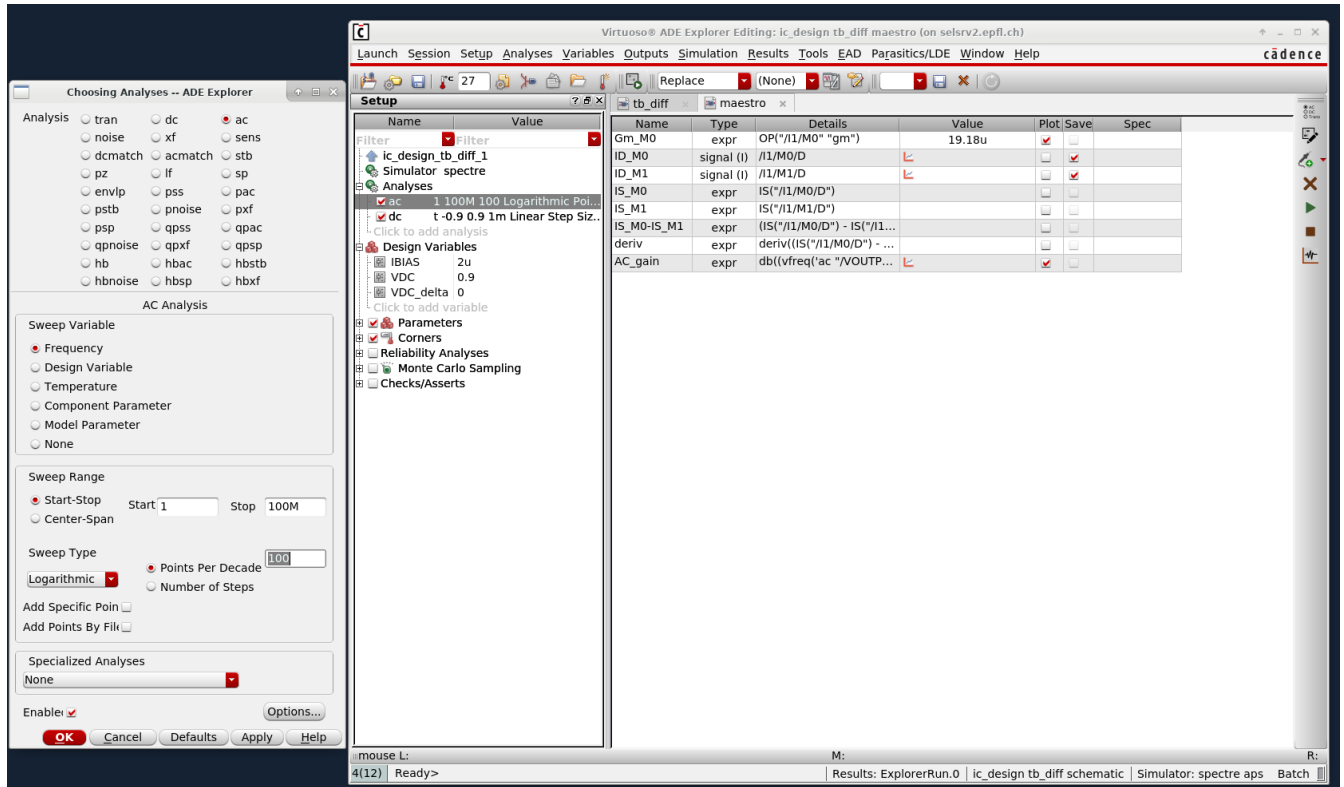 Virtuoso® ADE Explorer Editing: ic_design tb_diff maestro (on selsrv2.epfl.ch)
Launch Session Setup Analyses Variables Outputs Simulation Results Tools EAD Parasitics/LDE Window Help
cādence
27 Replace (None)
Setup
Name Value
Filter Filter
ic_design_tb_diff_1
Simulator spectre
Analyses
ac 1 100M 100 Logarithmic Poi...
dc t -0.9 0.9 1m Linear Step Siz..
Click to add analysis
Design Variables
IBIAS 2u
VDC 0.9
VDC_delta 0
Click to add variable
Parameters
Corners
Reliability Analyses
Monte Carlo Sampling
Checks/Asserts
tb_diff maestro
Name Type Details Value Plot Save Spec
Gm_M0 expr OP("/I1/M0" "gm") 19.18u
ID_M0 signal (I) /I1/M0/D
ID_M1 signal (I) /I1/M1/D
IS_M0 expr IS("/I1/M0/D")
IS_M1 expr IS("/I1/M1/D")
IS_M0-IS_M1 expr (IS("/I1/M0/D") - IS("/I1...
deriv expr deriv((IS("/I1/M0/D") - ...
AC_gain expr db((vfreq('ac "/VOUTP...
AC
DC
Trans
mouse L: M: R:
4(12) Ready>
Results: ExplorerRun.0 ic_design tb_diff schematic Simulator: spectre aps Batch
Choosing Analyses -- ADE Explorer
Analysis tran dc ac
noise xf sens
dcmatch acmatch stb
pz lf sp
envlp pss pac
pstb pnoise pxf
psp qpss qpac
qpnoise qpxf qpsp
hb hbac hbstb
hbnoise hbsp hbxf
AC Analysis
Sweep Variable
Frequency
Design Variable
Temperature
Component Parameter
Model Parameter
None
Sweep Range
Start-Stop Start 1 Stop 100M
Center-Span
Sweep Type
Logarithmic Points Per Decade 100
Number of Steps
Add Specific Poin
Add Points By File
Specialized Analyses
None
Enabled Options...
OK Cancel Defaults Apply Help